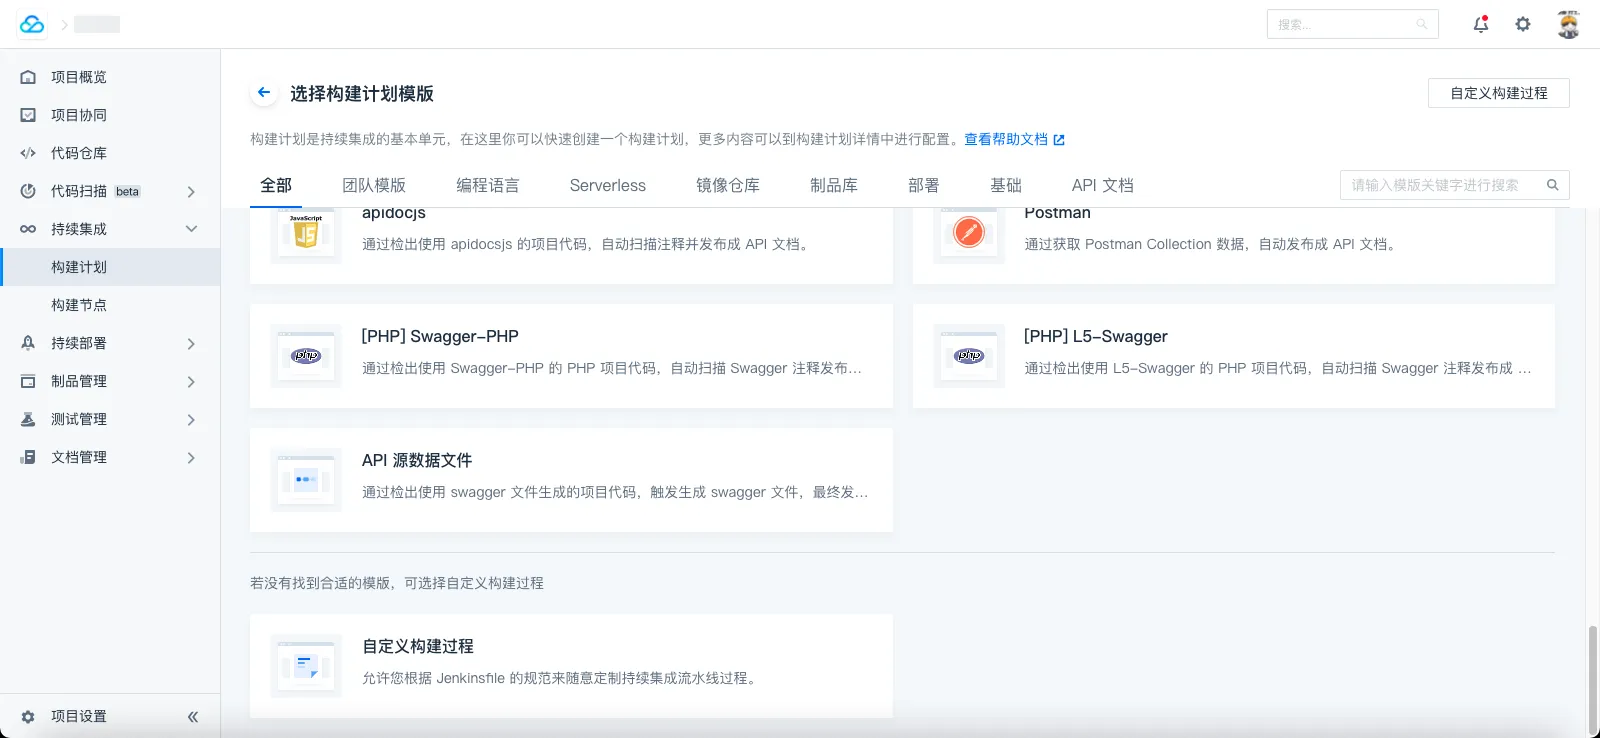 搜索...
项目概览
项目协同
代码仓库
代码扫描 beta
持续集成
构建计划
构建节点
持续部署
制品管理
测试管理
文档管理
项目设置
选择构建计划模版
自定义构建过程
构建计划是持续集成的基本单元，在这里你可以快速创建一个构建计划，更多内容可以到构建计划详情中进行配置。查看帮助文档
全部 团队模版 编程语言 Serverless 镜像仓库 制品库 部署 基础 API 文档
请输入模版关键字进行搜索
JavaScript
JS
apidocjs
通过检出使用 apidocsjs 的项目代码，自动扫描注释并发布成 API 文档。
Postman
通过获取 Postman Collection 数据，自动发布成 API 文档。
php
[PHP] Swagger-PHP
通过检出使用 Swagger-PHP 的 PHP 项目代码，自动扫描 Swagger 注释发布...
php
[PHP] L5-Swagger
通过检出使用 L5-Swagger 的 PHP 项目代码，自动扫描 Swagger 注释发布成 ...
API 源数据文件
通过检出使用 swagger 文件生成的项目代码，触发生成 swagger 文件，最终发...
若没有找到合适的模版，可选择自定义构建过程
自定义构建过程
允许您根据 Jenkinsfile 的规范来随意定制持续集成流水线过程。